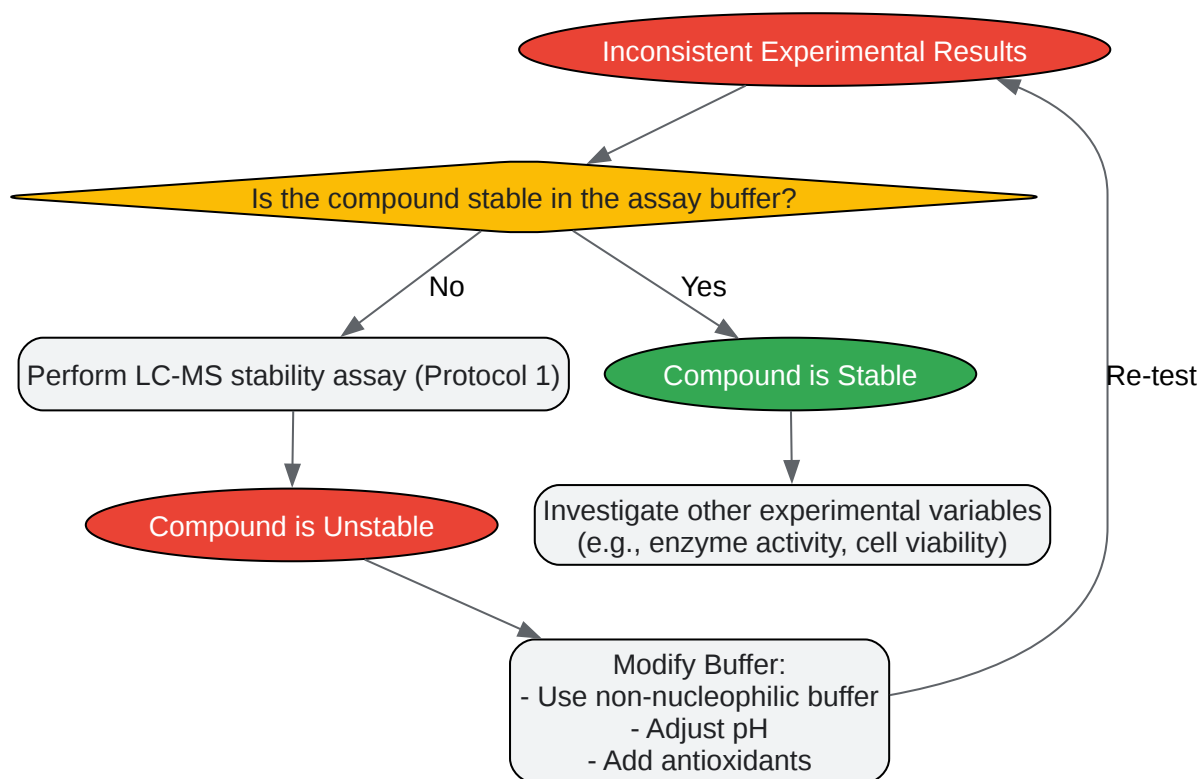 Inconsistent Experimental Results
Is the compound stable in the assay buffer?
No
Yes
Perform LC-MS stability assay (Protocol 1)
Compound is Stable
Re-test
Compound is Unstable
Investigate other experimental variables
(e.g., enzyme activity, cell viability)
Modify Buffer:
- Use non-nucleophilic buffer
- Adjust pH
- Add antioxidants